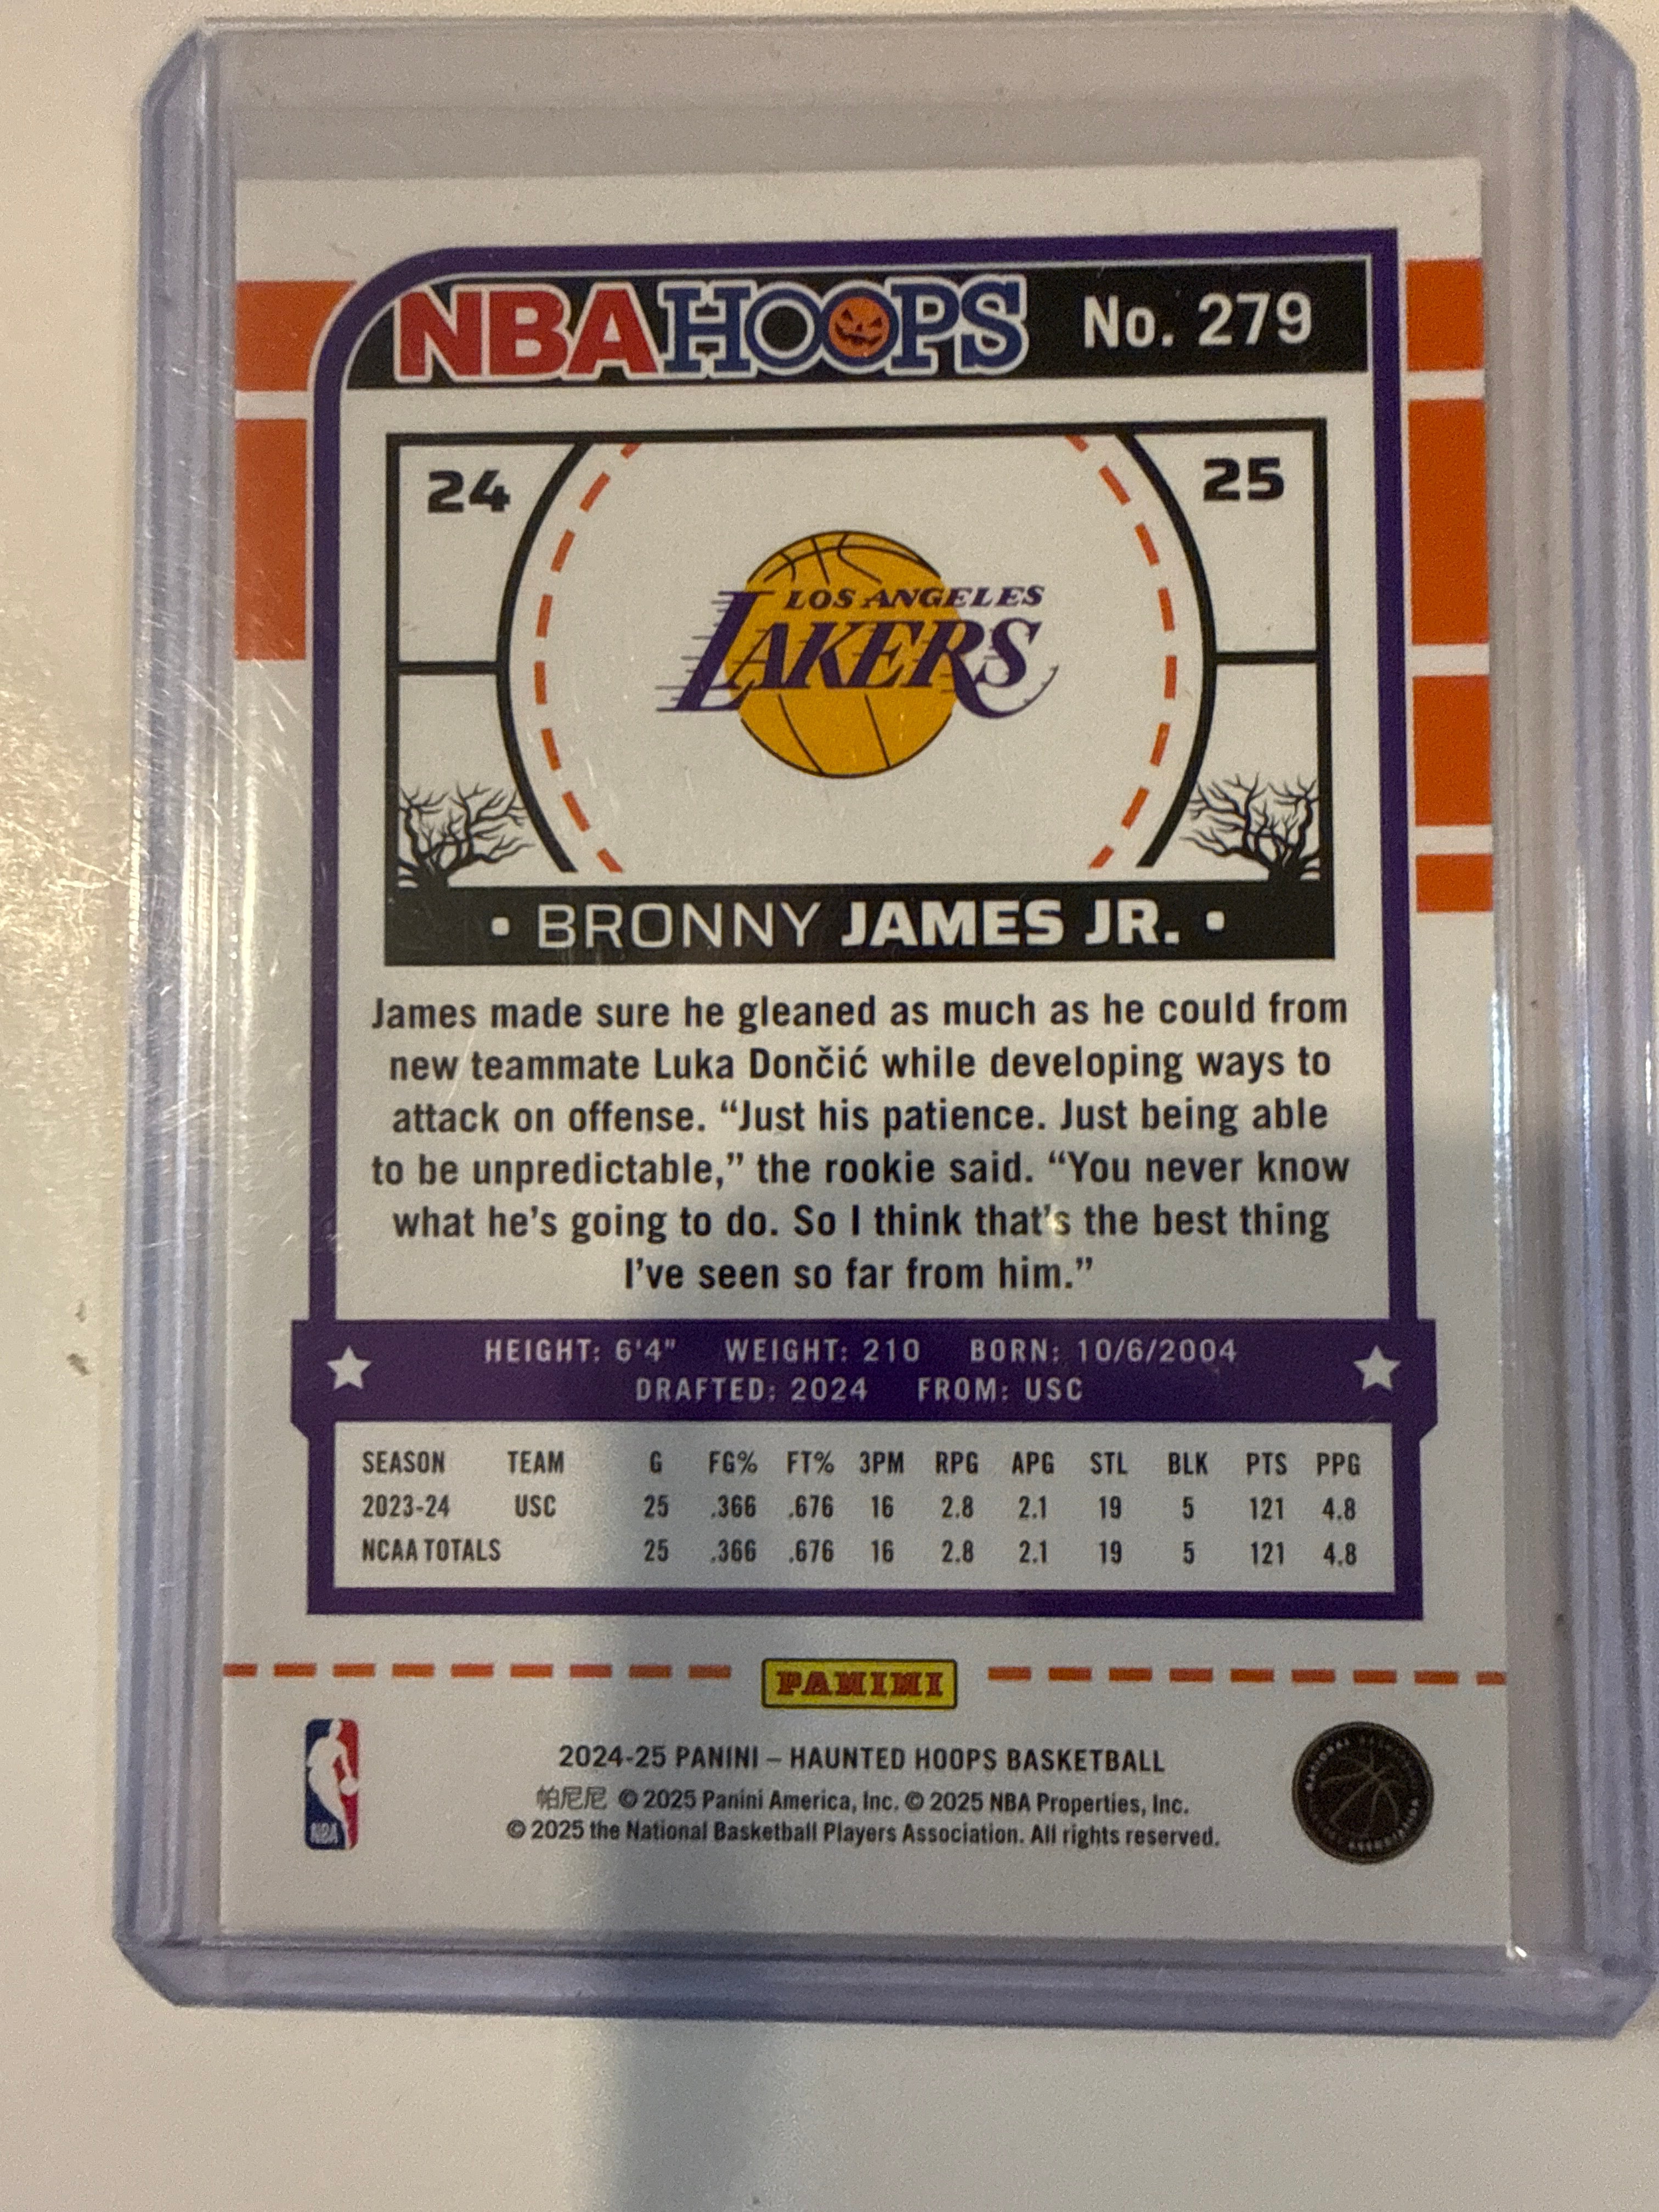 NBA HOOPS No. 279
24 25
LOS ANGELES
LAKERS
• BRONNY JAMES JR. •
James made sure he gleaned as much as he could from
new teammate Luka Dončić while developing ways to
attack on offense. “Just his patience. Just being able
to be unpredictable,” the rookie said. “You never know
what he’s going to do. So I think that’s the best thing
I’ve seen so far from him.”
HEIGHT: 6'4" WEIGHT: 210 BORN: 10/6/2004
DRAFTED: 2024 FROM: USC
SEASON TEAM G FG% FT% 3PM RPG APG STL BLK PTS PPG
2023-24 USC 25 .366 .676 16 2.8 2.1 19 5 121 4.8
NCAA TOTALS 25 .366 .676 16 2.8 2.1 19 5 121 4.8
PANINI
2024-25 PANINI – HAUNTED HOOPS BASKETBALL
帕尼尼 © 2025 Panini America, Inc. © 2025 NBA Properties, Inc.
© 2025 the National Basketball Players Association. All rights reserved.
NBA